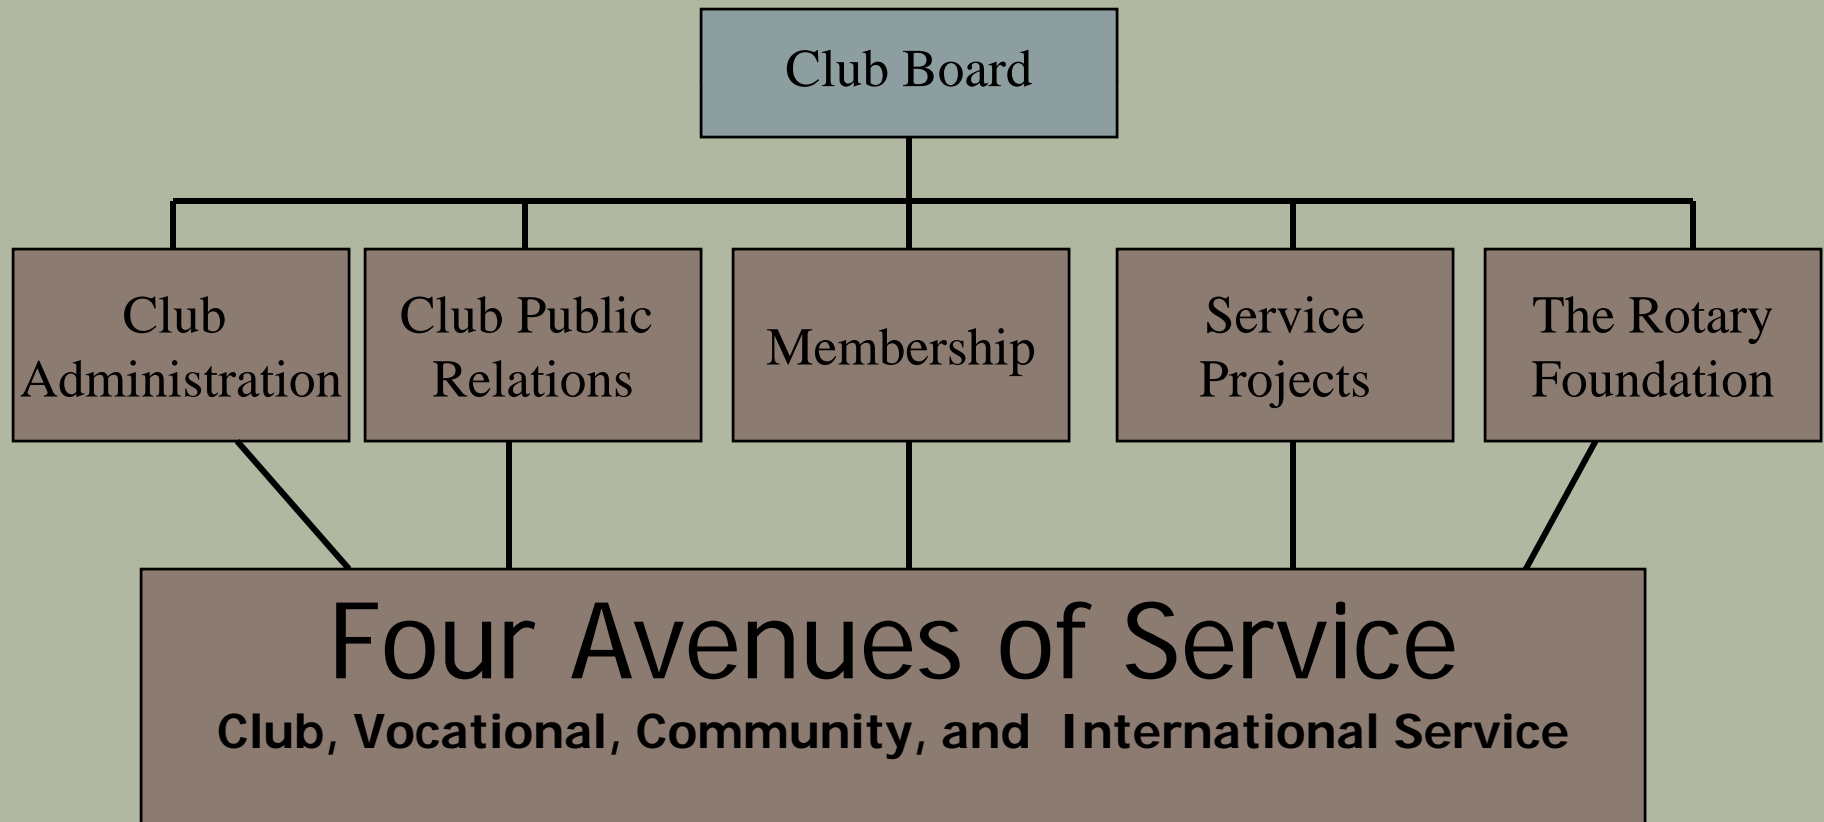 Club Board
Club
Administration
Club Public
Relations
Membership
Service
Projects
The Rotary
Foundation
Four Avenues of Service
Club, Vocational, Community, and International Service